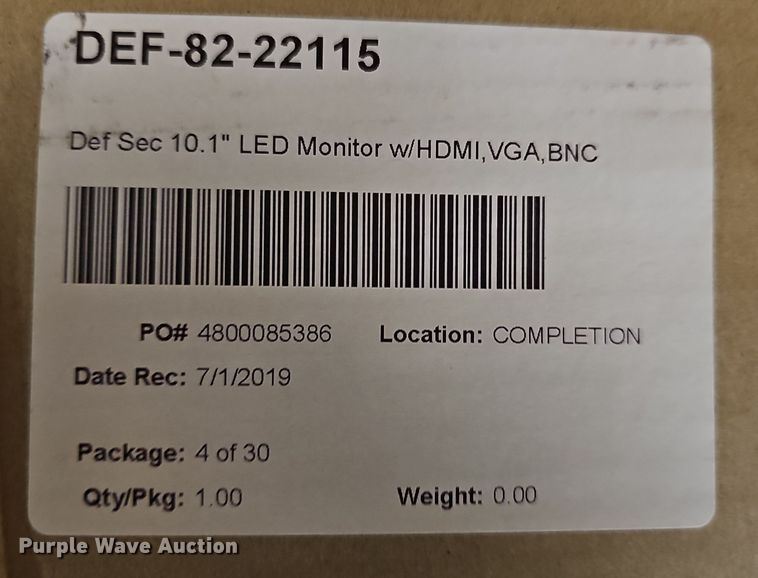 DEF-82-22115
Def Sec 10.1" LED Monitor w/HDMI,VGA,BNC
PO# 4800085386 Location: COMPLETION
Date Rec: 7/1/2019
Package: 4 of 30
Qty/Pkg: 1.00 Weight: 0.00
Purple Wave Auction